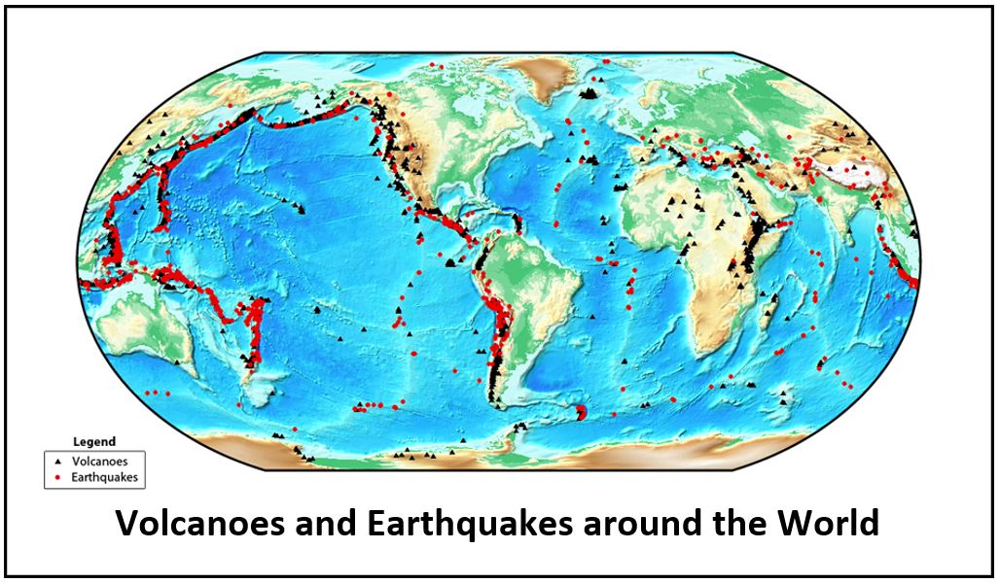 Legend
Volcanoes
Earthquakes
Volcanoes and Earthquakes around the World